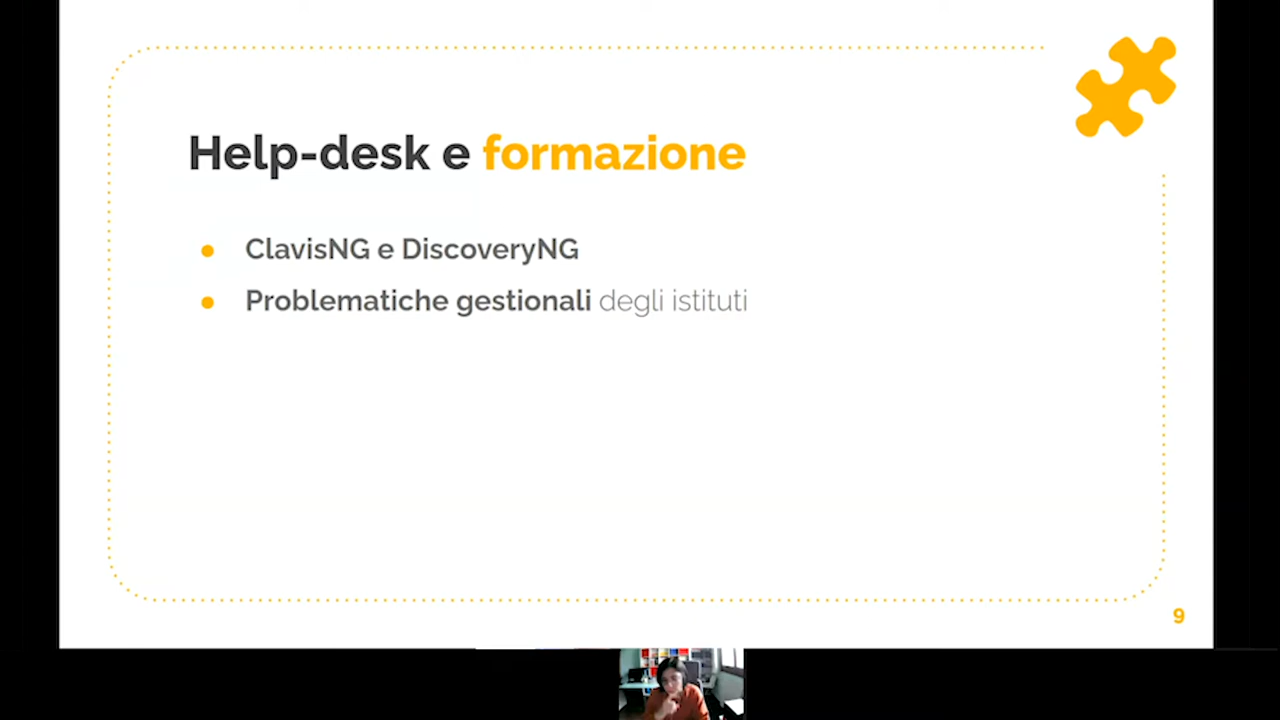 Help-desk e formazione
ClavisNG e DiscoveryNG
Problematiche gestionali degli istituti
9